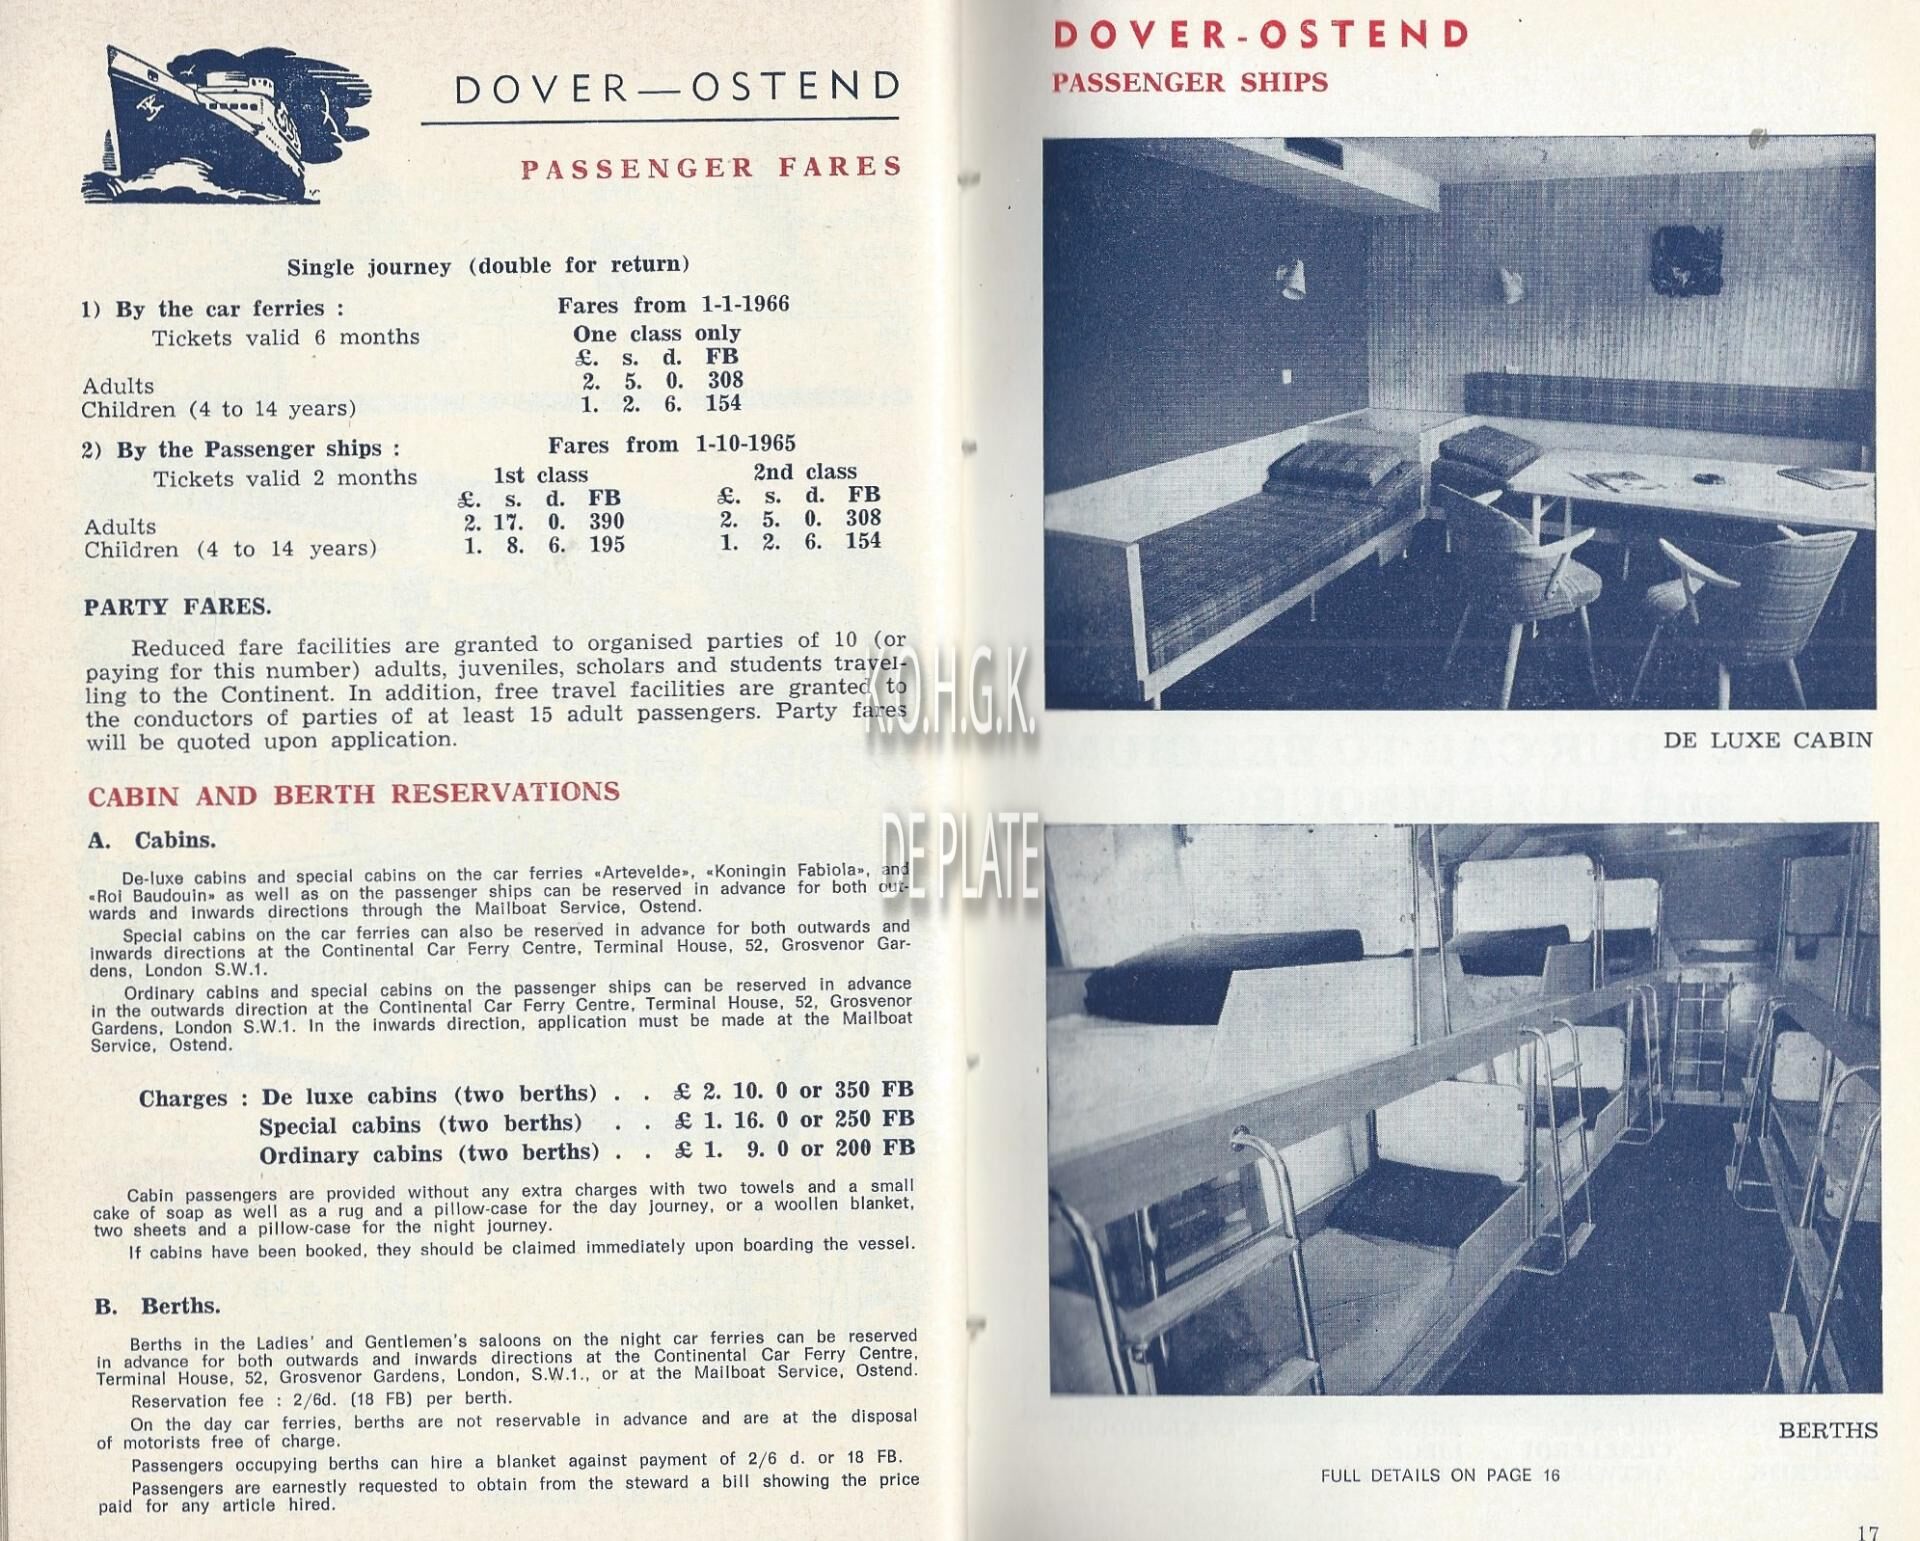 DOVER—OSTEND
PASSENGER FARES
Single journey (double for return)
1) By the car ferries : Fares from 1-1-1966
Tickets valid 6 months One class only
£. s. d. FB
Adults 2. 5. 0. 308
Children (4 to 14 years) 1. 2. 6. 154
2) By the Passenger ships : Fares from 1-10-1965
Tickets valid 2 months 1st class 2nd class
£. s. d. FB £. s. d. FB
Adults 2. 17. 0. 390 2. 5. 0. 308
Children (4 to 14 years) 1. 8. 6. 195 1. 2. 6. 154
PARTY FARES.
Reduced fare facilities are granted to organised parties of 10 (or
paying for this number) adults, juveniles, scholars and students travel-
ling to the Continent. In addition, free travel facilities are granted to
the conductors of parties of at least 15 adult passengers. Party fares
will be quoted upon application.
CABIN AND BERTH RESERVATIONS
A. Cabins.
De-luxe cabins and special cabins on the car ferries «Artevelde», «Koningin Fabiola», and
«Roi Baudouin» as well as on the passenger ships can be reserved in advance for both out-
wards and inwards directions through the Mailboat Service, Ostend.
Special cabins on the car ferries can also be reserved in advance for both outwards and
inwards directions at the Continental Car Ferry Centre, Terminal House, 52, Grosvenor Gar-
dens, London S.W.1.
Ordinary cabins and special cabins on the passenger ships can be reserved in advance
in the outwards direction at the Continental Car Ferry Centre, Terminal House, 52, Grosvenor
Gardens, London S.W.1. In the inwards direction, application must be made at the Mailboat
Service, Ostend.
Charges : De luxe cabins (two berths) . . £ 2. 10. 0 or 350 FB
Special cabins (two berths) . . £ 1. 16. 0 or 250 FB
Ordinary cabins (two berths) . . £ 1. 9. 0 or 200 FB
Cabin passengers are provided without any extra charges with two towels and a small
cake of soap as well as a rug and a pillow-case for the day journey, or a woollen blanket,
two sheets and a pillow-case for the night journey.
If cabins have been booked, they should be claimed immediately upon boarding the vessel.
B. Berths.
Berths in the Ladies' and Gentlemen's saloons on the night car ferries can be reserved
in advance for both outwards and inwards directions at the Continental Car Ferry Centre,
Terminal House, 52, Grosvenor Gardens, London, S.W.1., or at the Mailboat Service, Ostend.
Reservation fee : 2/6d. (18 FB) per berth.
On the day car ferries, berths are not reservable in advance and are at the disposal
of motorists free of charge.
Passengers occupying berths can hire a blanket against payment of 2/6 d. or 18 FB.
Passengers are earnestly requested to obtain from the steward a bill showing the price
paid for any article hired.
K.O.H.G.K.
DE PLATE
DOVER-OSTEND
PASSENGER SHIPS
DE LUXE CABIN
BERTHS
FULL DETAILS ON PAGE 16
17